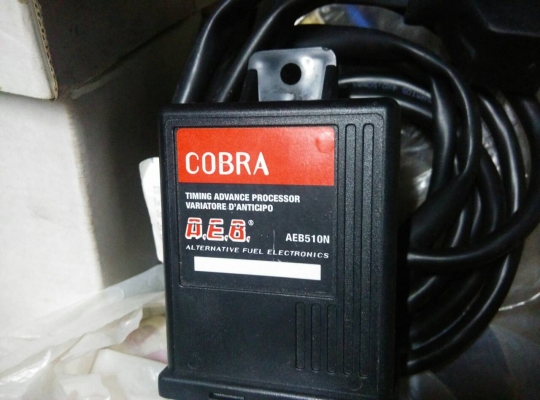 COBRA
TIMING ADVANCE PROCESSOR
VARIATORE D'ANTICIPO
A.E.B.® AEB510N
ALTERNATIVE FUEL ELECTRONICS